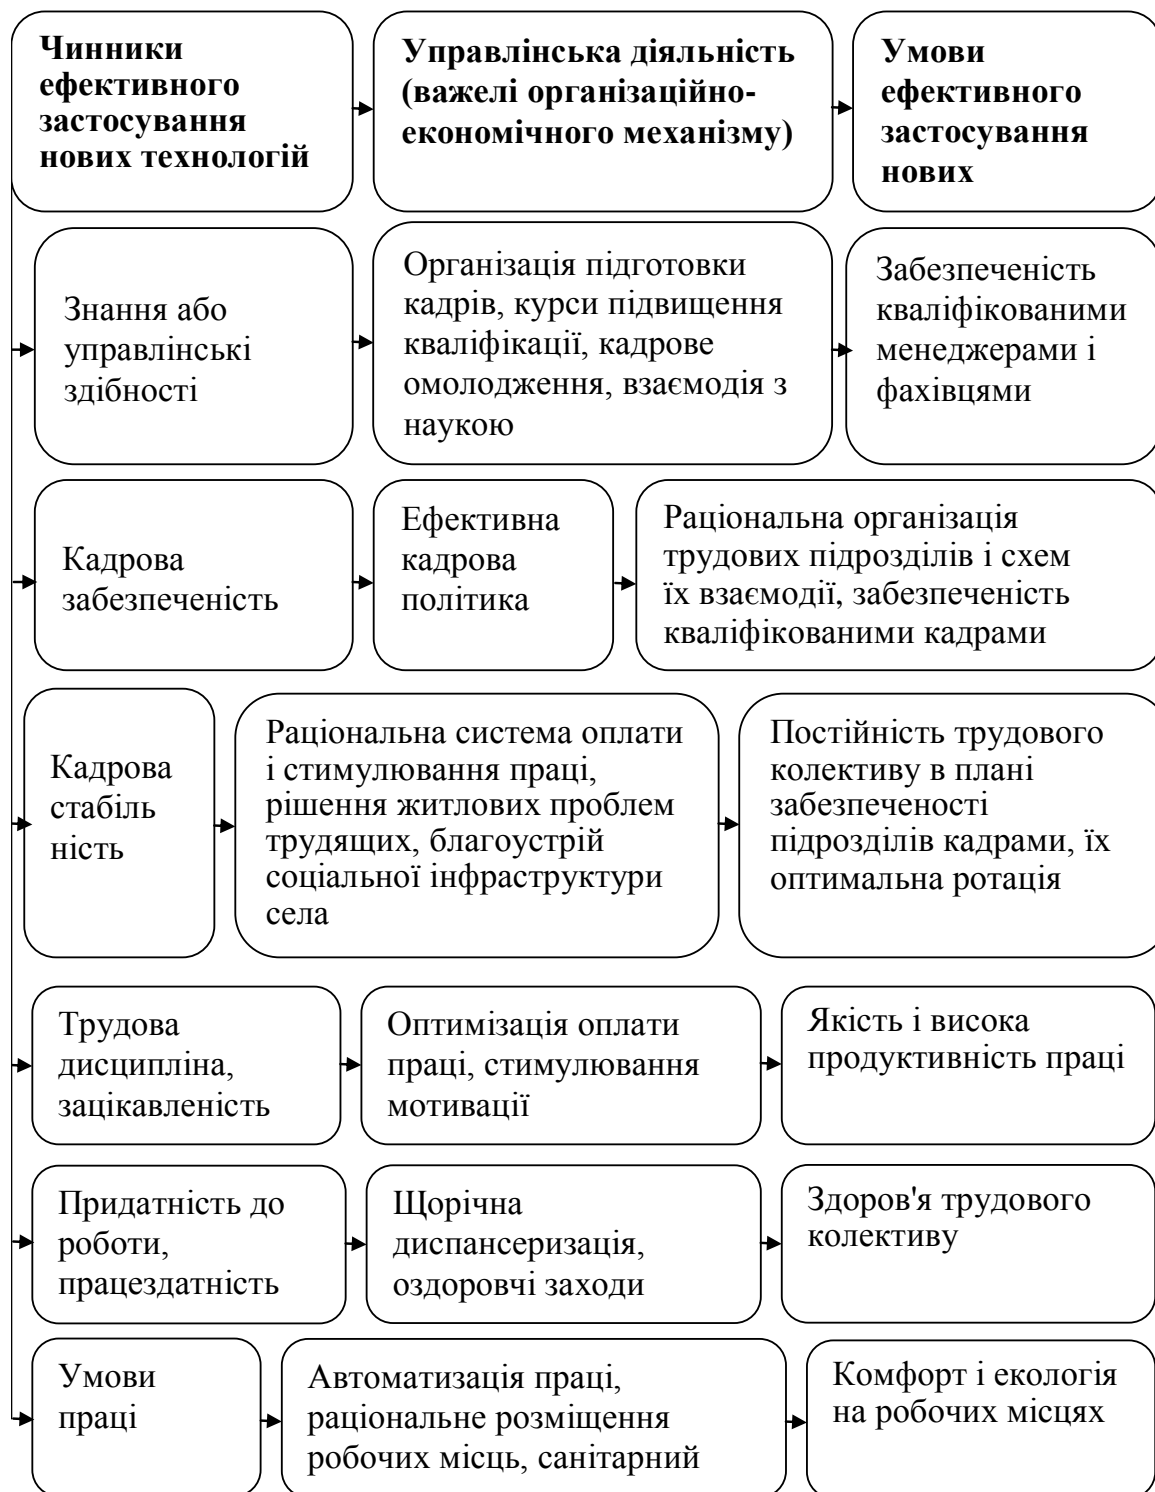 Чинники
ефективного
застосування
нових технологій
Управлінська діяльність
(важелі організаційно-
економічного механізму)
Умови
ефективного
застосування
нових
Знання або
управлінські
здібності
Організація підготовки
кадрів, курси підвищення
кваліфікації, кадрове
омолодження, взаємодія з
наукою
Забезпеченість
кваліфікованими
менеджерами і
фахівцями
Кадрова
забезпеченість
Ефективна
кадрова
політика
Раціональна організація
трудових підрозділів і схем
їх взаємодії, забезпеченість
кваліфікованими кадрами
Кадрова
стабіль
ність
Раціональна система оплати
і стимулювання праці,
рішення житлових проблем
трудящих, благоустрій
соціальної інфраструктури
села
Постійність трудового
колективу в плані
забезпеченості
підрозділів кадрами, їх
оптимальна ротація
Трудова
дисципліна,
зацікавленість
Оптимізація оплати
праці, стимулювання
мотивації
Якість і висока
продуктивність праці
Придатність до
роботи,
працездатність
Щорічна
диспансеризація,
оздоровчі заходи
Здоров'я трудового
колективу
Умови
праці
Автоматизація праці,
раціональне розміщення
робочих місць, санітарний
Комфорт і екологія
на робочих місцях